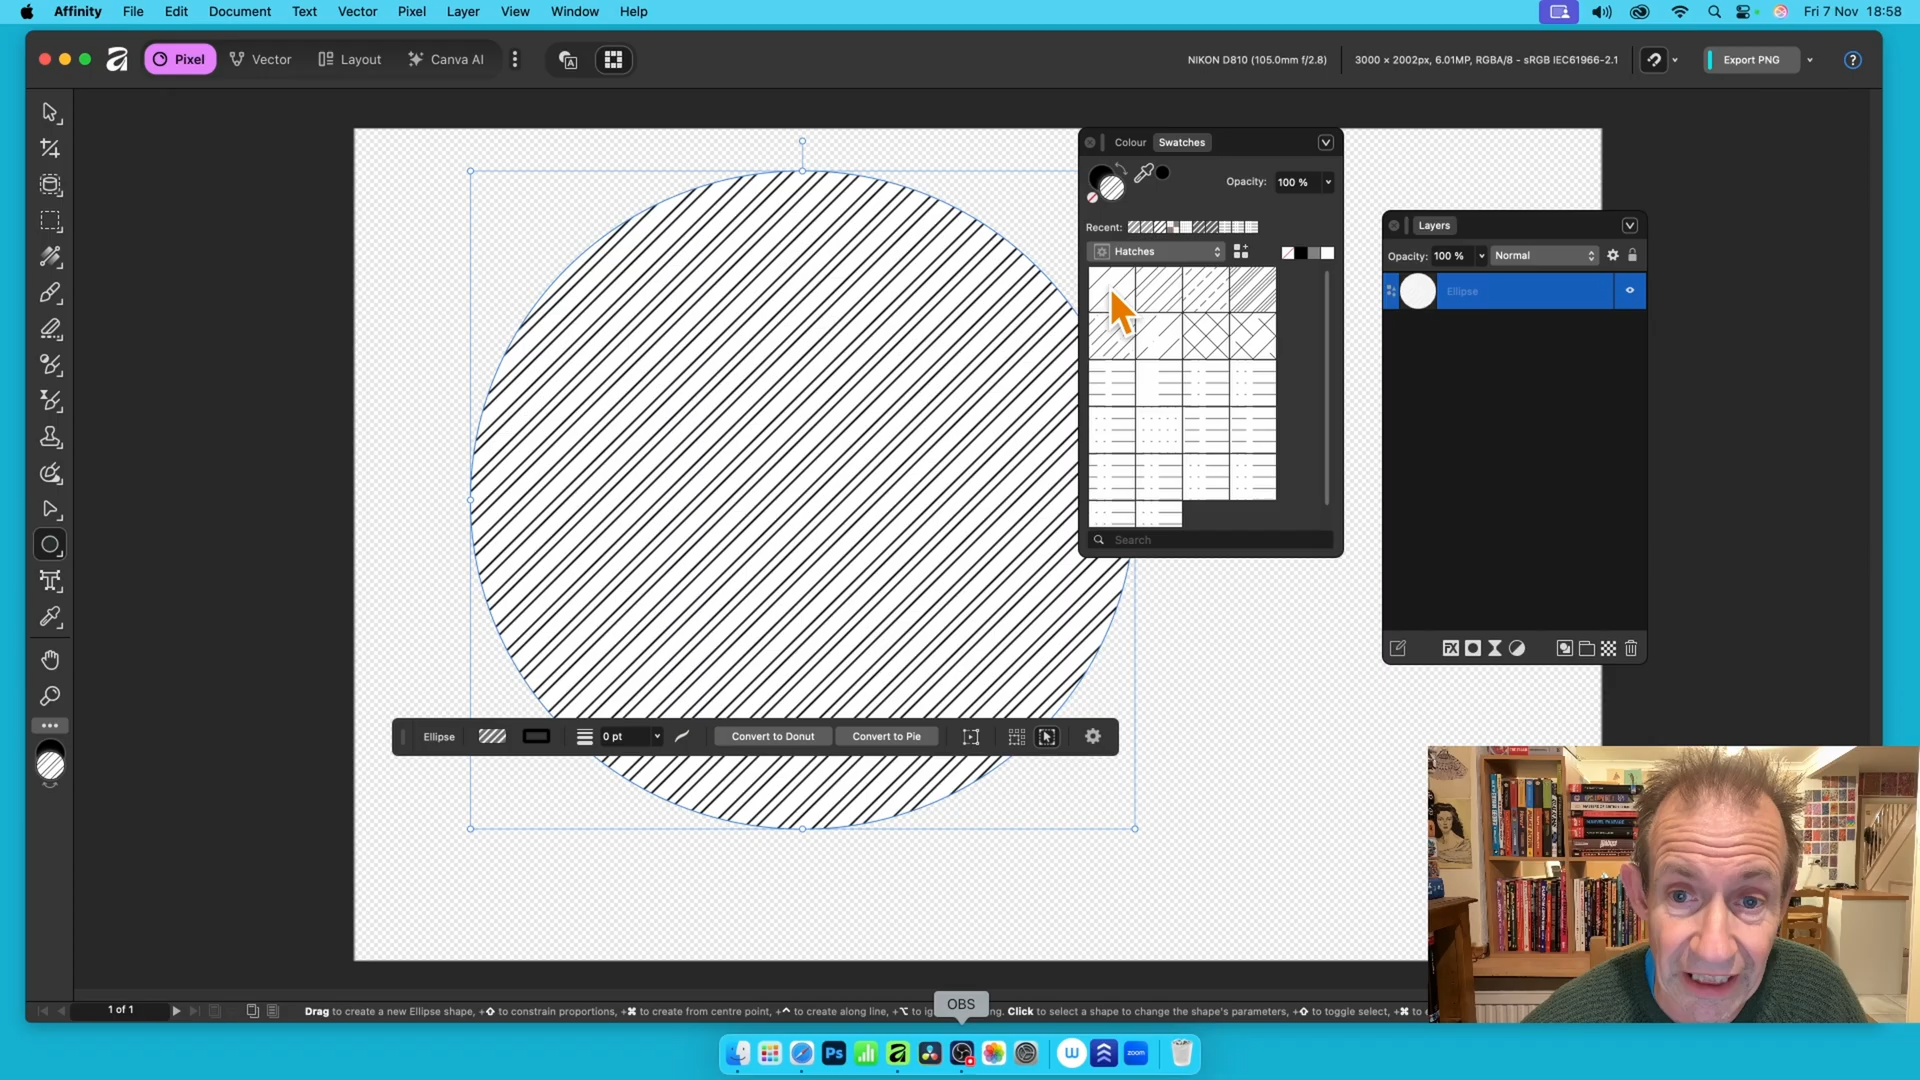 Affinity File Edit Document Text Vector Pixel Layer View Window Help Fri 7 Nov 18:58
Pixel Vector Layout Canva AI NIKON D810 (105.0mm f/2.8) 3000 × 2002px, 6.01MP, RGBA/8 - sRGB IEC61966-2.1 Export PNG ?
Colour Swatches
Opacity: 100 %
Recent:
Hatches
Search
Layers
Opacity: 100 % Normal
Ellipse
FX
Ellipse 0 pt Convert to Donut Convert to Pie
1 of 1 Drag to create a new Ellipse shape, + to constrain proportions, +⌘ to create from centre point, +^ to create along line, +⌥ to ig ng. Click to select a shape to change the shape's parameters, + to toggle select, +⌘ to
OBS
Ps zoom